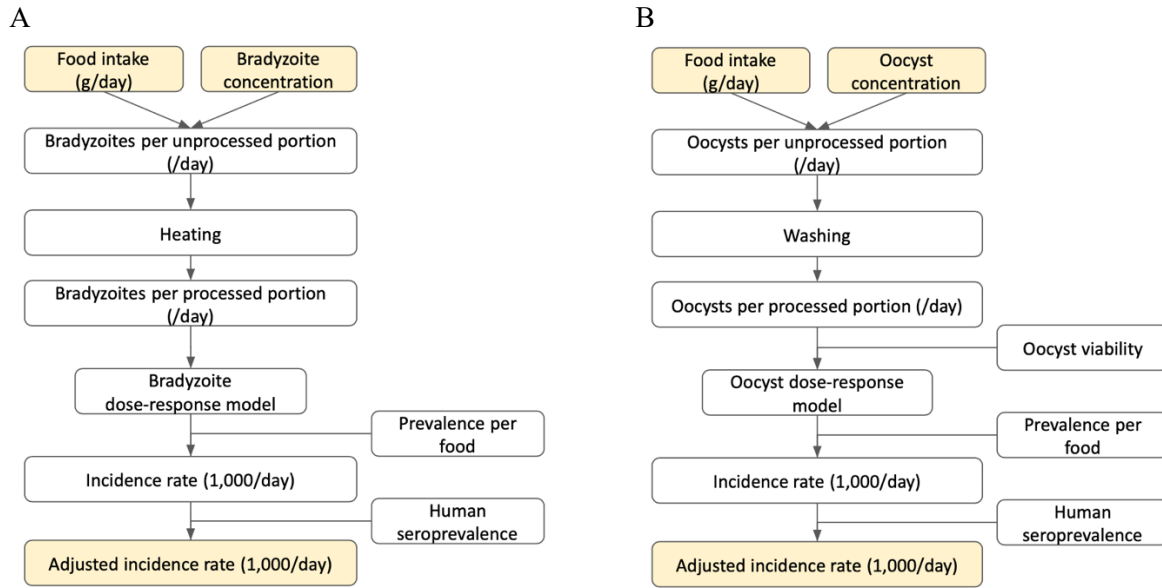 A
Food intake
(g/day)
Bradyzoite
concentration
Bradyzoites per unprocessed portion
(/day)
Heating
Bradyzoites per processed portion
(/day)
Bradyzoite
dose-response model
Prevalence per
food
Incidence rate (1,000/day)
Human
seroprevalence
Adjusted incidence rate (1,000/day)
B
Food intake
(g/day)
Oocyst
concentration
Oocysts per unprocessed portion
(/day)
Washing
Oocysts per processed portion (/day)
Oocyst viability
Oocyst dose-response
model
Prevalence per
food
Incidence rate (1,000/day)
Human
seroprevalence
Adjusted incidence rate (1,000/day)